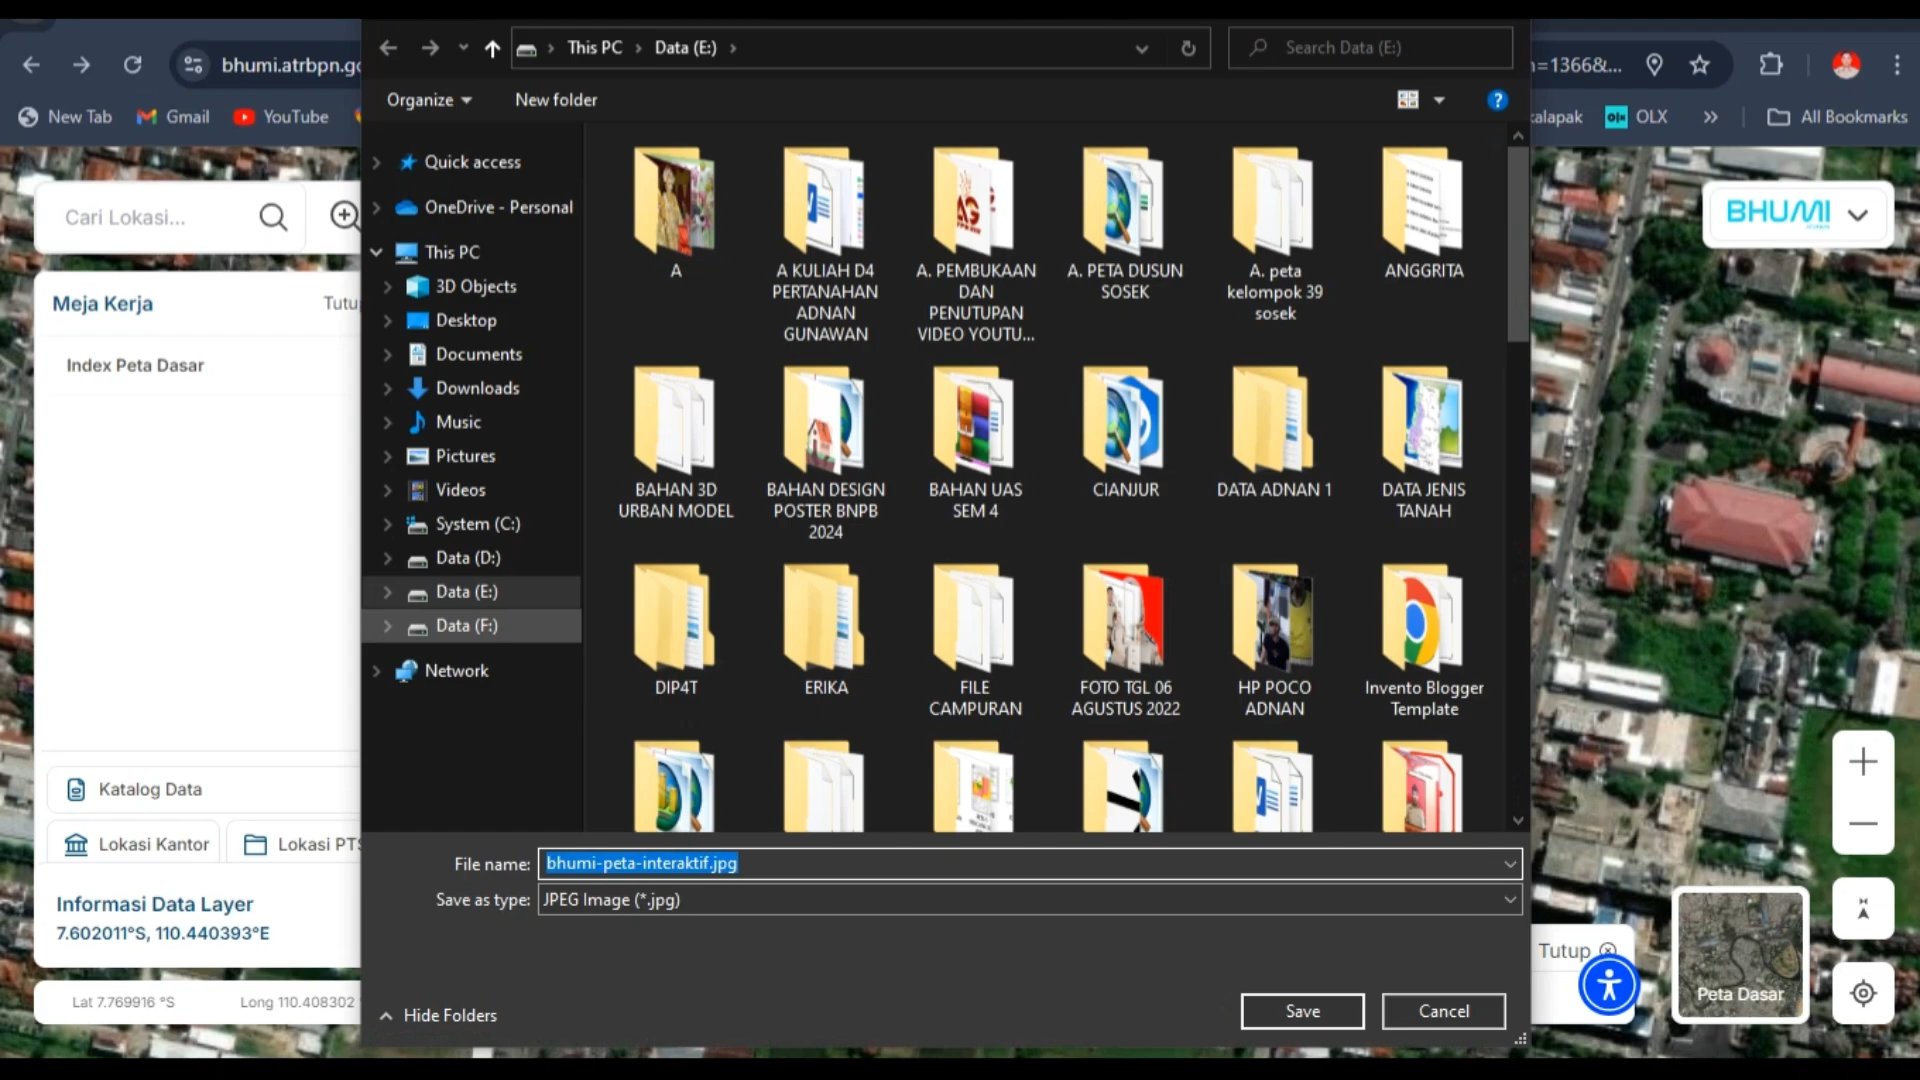 This PC
Data (E:)
Search Data (E:)
bhumi.atrbpn.go
n=1366&...
Organize
New folder
New Tab
Gmail
YouTube
kalapak
OLX
All Bookmarks
Cari Lokasi...
BHUMI
Meja Kerja
Tutup
Index Peta Dasar
Quick access
OneDrive - Personal
This PC
3D Objects
Desktop
Documents
Downloads
Music
Pictures
Videos
System (C:)
Data (D:)
Data (E:)
Data (F:)
Network
A
A KULIAH D4
PERTANAHAN
ADNAN
GUNAWAN
A. PEMBUKAAN
DAN
PENUTUPAN
VIDEO YOUTU...
A. PETA DUSUN
SOSEK
A. peta
kelompok 39
sosek
ANGGRITA
BAHAN 3D
URBAN MODEL
BAHAN DESIGN
POSTER BNPB
2024
BAHAN UAS
SEM 4
CIANJUR
DATA ADNAN 1
DATA JENIS
TANAH
DIP4T
ERIKA
FILE
CAMPURAN
FOTO TGL 06
AGUSTUS 2022
HP POCO
ADNAN
Invento Blogger
Template
Katalog Data
Lokasi Kantor
Lokasi PTS
Informasi Data Layer
7.602011°S, 110.440393°E
Lat 7.769916 °S
Long 110.408302
File name:
bhumi-peta-interaktif.jpg
Save as type:
JPEG Image (*.jpg)
Hide Folders
Save
Cancel
Tutup
Peta Dasar